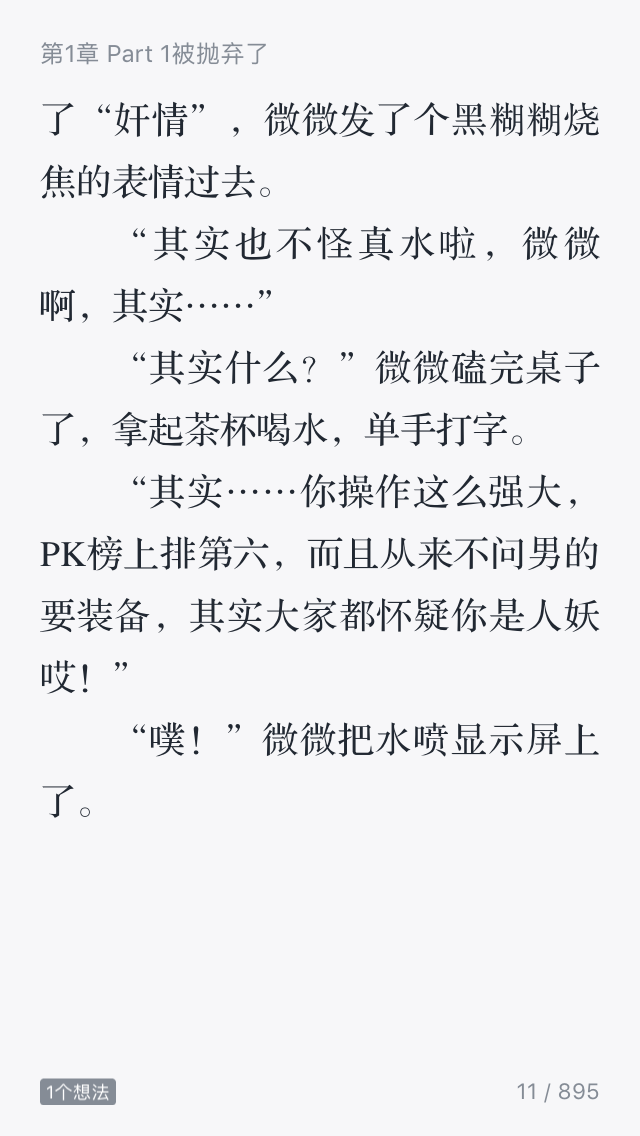 第1章 Part 1被抛弃了
了“奸情”，微微发了个黑糊糊烧
焦的表情过去。
“其实也不怪真水啦，微微
啊，其实……”
“其实什么？”微微磕完桌子
了，拿起茶杯喝水，单手打字。
“其实……你操作这么强大，
PK榜上排第六，而且从来不问男的
要装备，其实大家都怀疑你是人妖
哎！”
“噗！”微微把水喷显示屏上
了。
1个想法
11 / 895